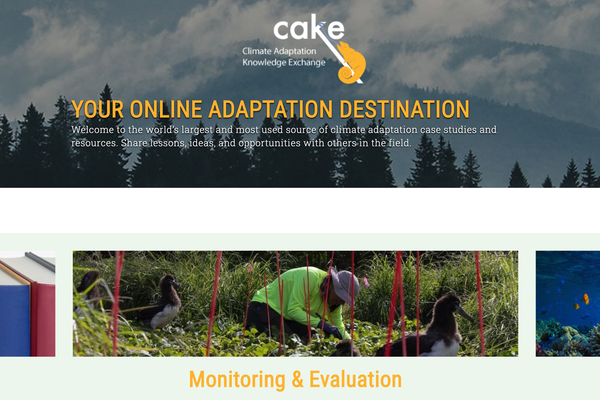 cake
Climate Adaptation
Knowledge Exchange
YOUR ONLINE ADAPTATION DESTINATION
Welcome to the world's largest and most used source of climate adaptation case studies and
resources. Share lessons, ideas, and opportunities with others in the field.
Monitoring & Evaluation